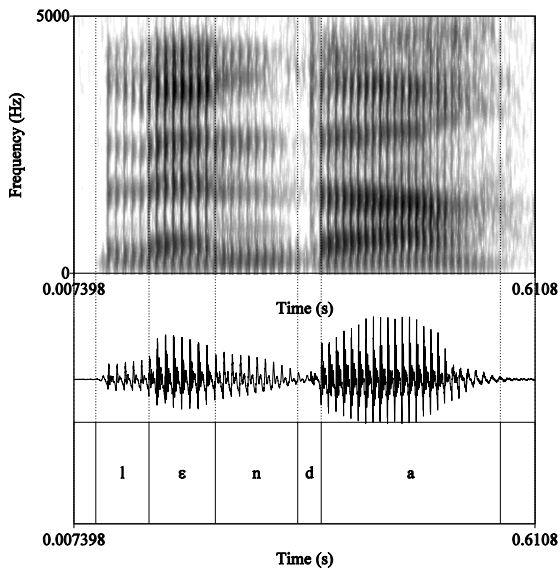 5000
Frequency (Hz)
0
0.007398 0.6108
Time (s)
l ɛ n d a
0.007398 0.6108
Time (s)